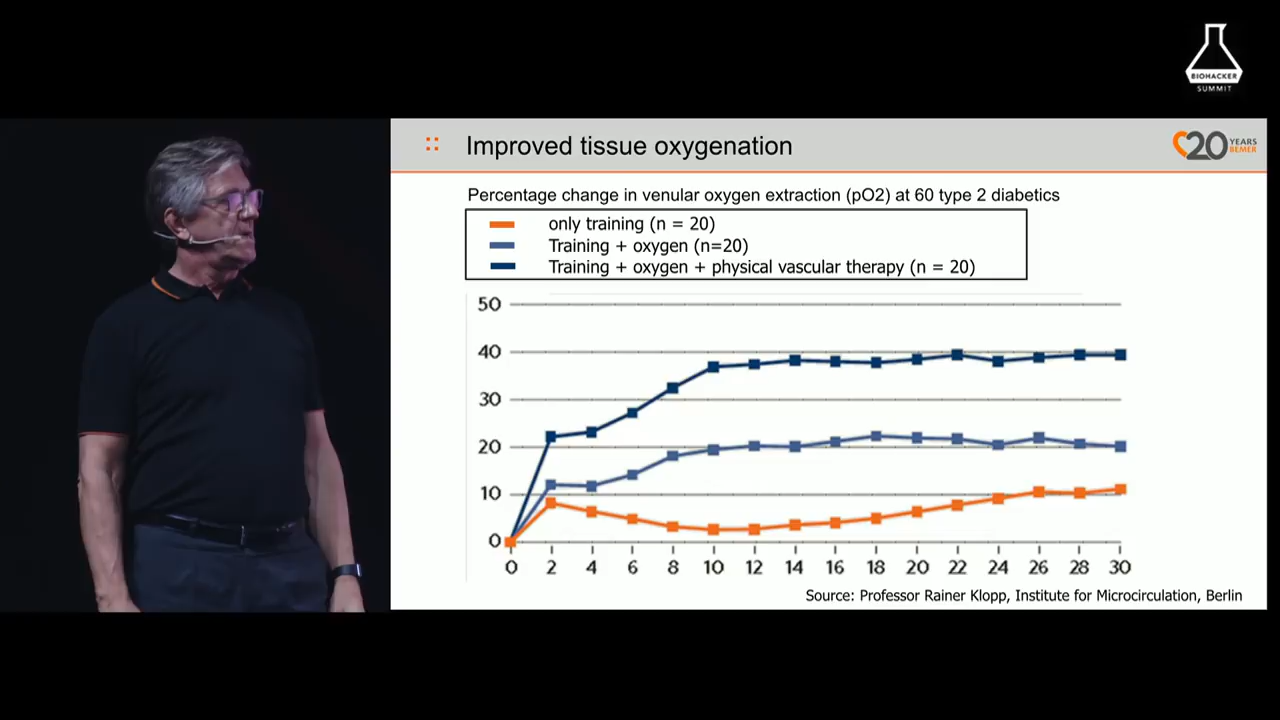 BIOHACKER
SUMMIT
Improved tissue oxygenation
20 YEARS
BEMER
Percentage change in venular oxygen extraction (pO2) at 60 type 2 diabetics
only training (n = 20)
Training + oxygen (n=20)
Training + oxygen + physical vascular therapy (n = 20)
50
40
30
20
10
0
0 2 4 6 8 10 12 14 16 18 20 22 24 26 28 30
Source: Professor Rainer Klopp, Institute for Microcirculation, Berlin